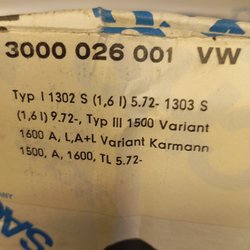 3000 026 001 VW
Typ I 1302 S (1,6 l) 5.72- 1303 S
(1,6 l) 9.72-, Typ III 1500 Variant
1600 A, L,A+L Variant Karmann
1500, A, 1600, TL 5.72-
SAC